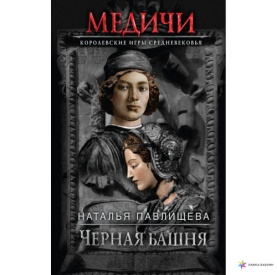 МЕДИЧИ
КОРОЛЕВСКИЕ ИГРЫ СРЕДНЕВЕКОВЬЯ
НАТАЛЬЯ ПАВЛИЩЕВА
ЧЕРНАЯ БАШНЯ